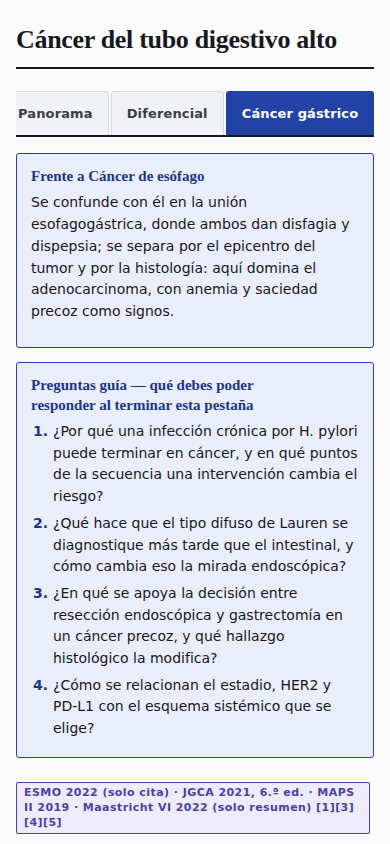 Cáncer del tubo digestivo alto
Panorama
Diferencial
Cáncer gástrico
Frente a Cáncer de esófago
Se confunde con él en la unión
esofagogástrica, donde ambos dan disfagia y
dispepsia; se separa por el epicentro del
tumor y por la histología: aquí domina el
adenocarcinoma, con anemia y saciedad
precoz como signos.
Preguntas guía — qué debes poder
responder al terminar esta pestaña
1. ¿Por qué una infección crónica por H. pylori
puede terminar en cáncer, y en qué puntos
de la secuencia una intervención cambia el
riesgo?
2. ¿Qué hace que el tipo difuso de Lauren se
diagnostique más tarde que el intestinal, y
cómo cambia eso la mirada endoscópica?
3. ¿En qué se apoya la decisión entre
resección endoscópica y gastrectomía en
un cáncer precoz, y qué hallazgo
histológico la modifica?
4. ¿Cómo se relacionan el estadio, HER2 y
PD-L1 con el esquema sistémico que se
elige?
ESMO 2022 (solo cita) · JGCA 2021, 6.ª ed. · MAPS
II 2019 · Maastricht VI 2022 (solo resumen) [1][3]
[4][5]